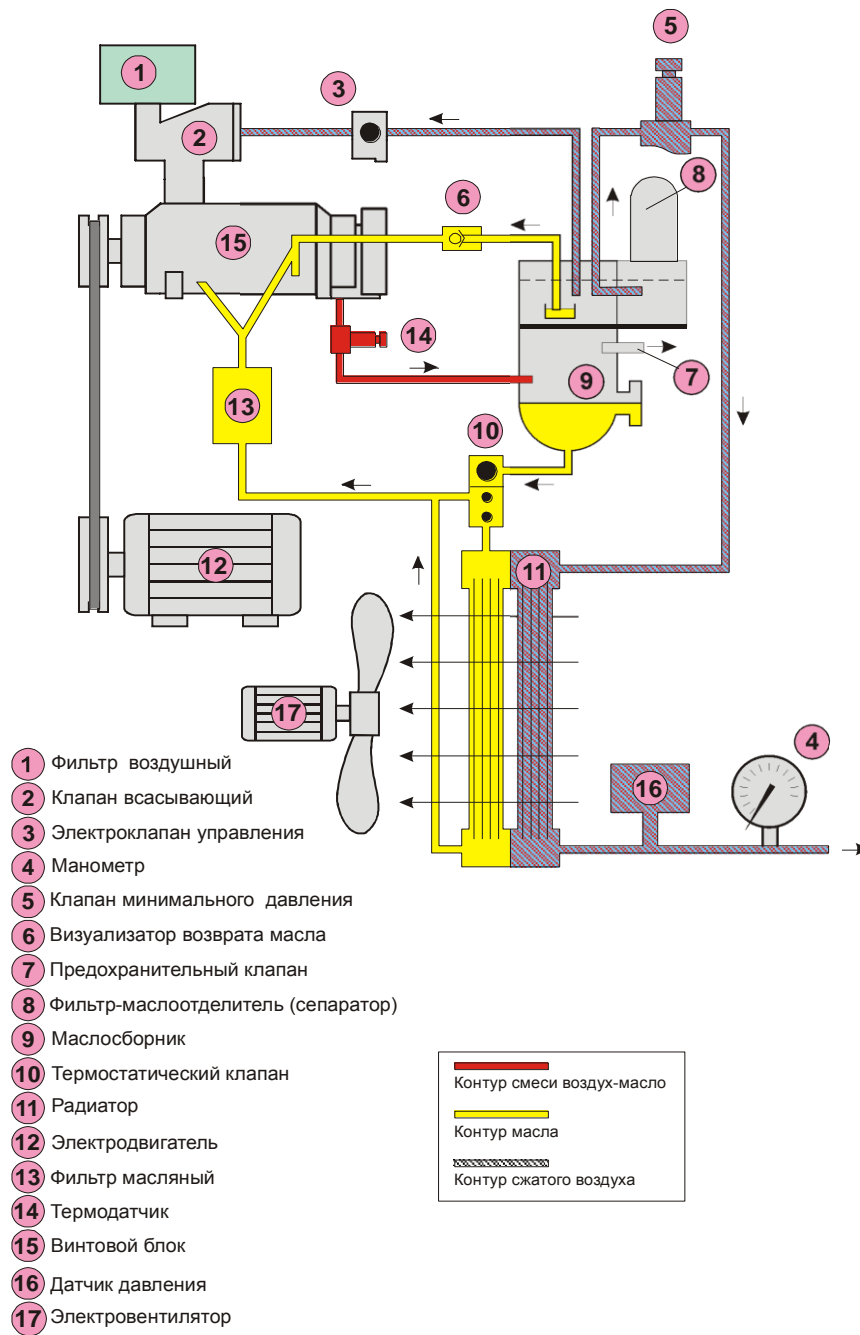 1
2
3
4
5
6
7
8
9
10
11
12
13
14
15
16
17
1 Фильтр воздушный
2 Клапан всасывающий
3 Электроклапан управления
4 Манометр
5 Клапан минимального давления
6 Визуализатор возврата масла
7 Предохранительный клапан
8 Фильтр-маслоотделитель (сепаратор)
9 Маслосборник
10 Термостатический клапан
11 Радиатор
12 Электродвигатель
13 Фильтр масляный
14 Термодатчик
15 Винтовой блок
16 Датчик давления
17 Электровентилятор
Контур смеси воздух-масло
Контур масла
Контур сжатого воздуха